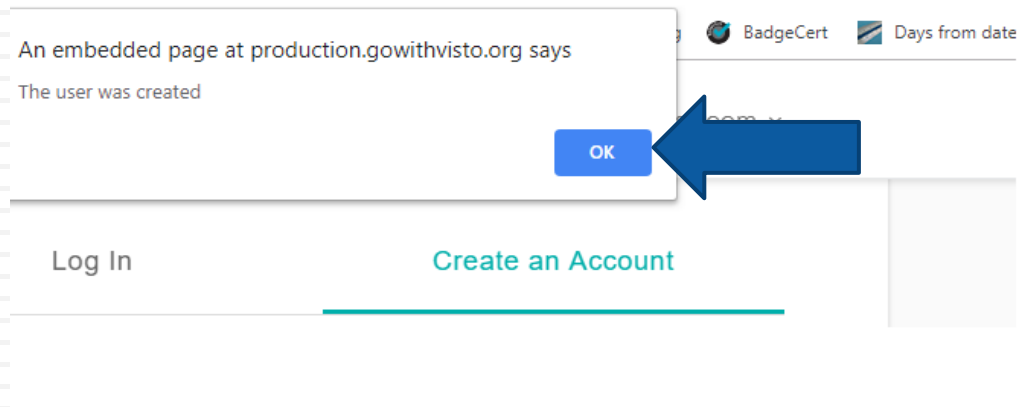 An embedded page at production.gowithvisto.org says
BadgeCert Days from date
The user was created
OK
Log In Create an Account